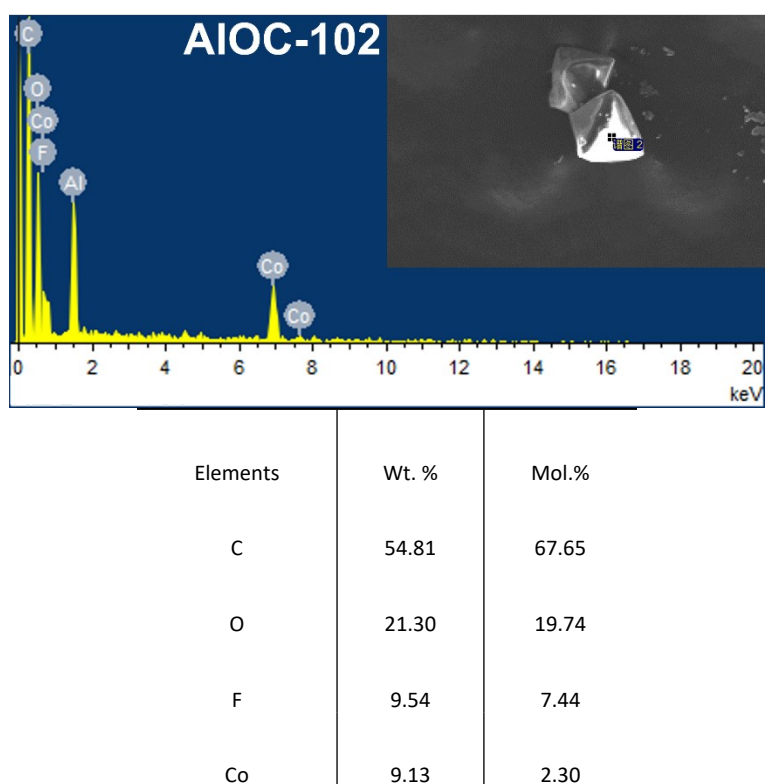 C
AlOC-102
O
Co
F
Al
Co
Co
谱图 2
0 2 4 6 8 10 12 14 16 18 20
keV
Elements Wt. % Mol.%
C 54.81 67.65
O 21.30 19.74
F 9.54 7.44
Co 9.13 2.30